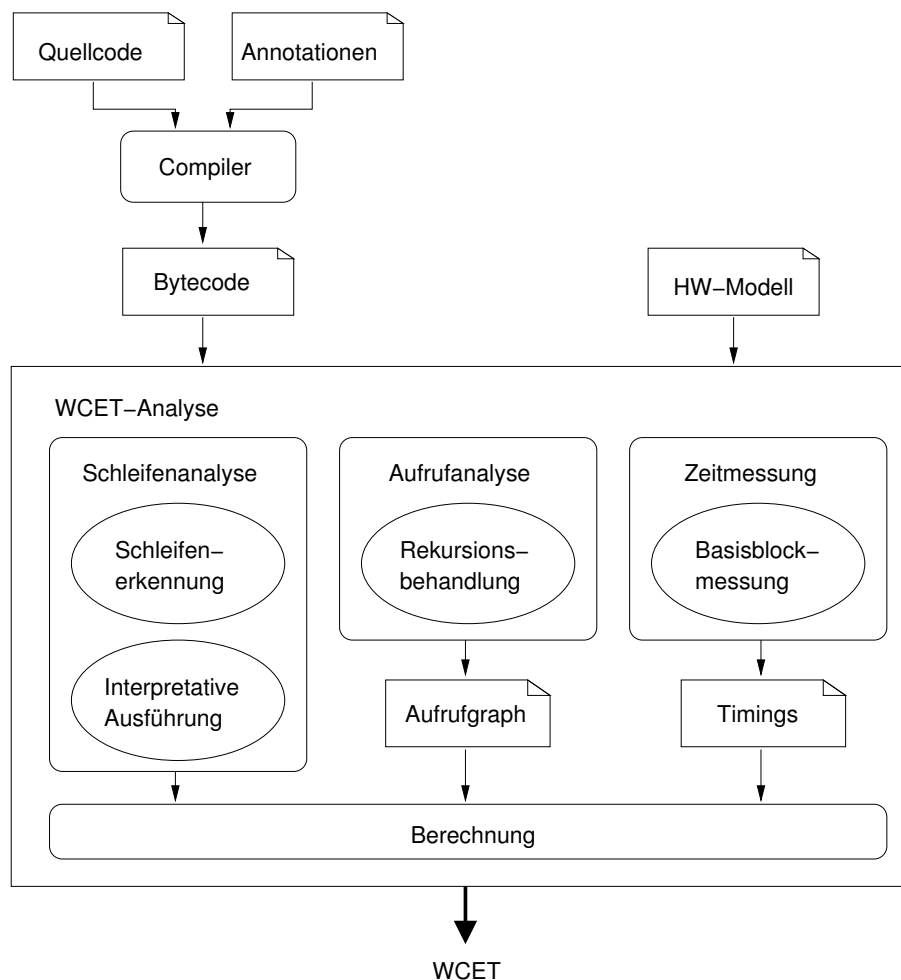 Quellcode
Annotationen
Compiler
Bytecode
HW−Modell
WCET−Analyse
Schleifenanalyse
Schleifen−
erkennung
Interpretative
Ausführung
Aufrufanalyse
Rekursions−
behandlung
Aufrufgraph
Zeitmessung
Basisblock−
messung
Timings
Berechnung
WCET